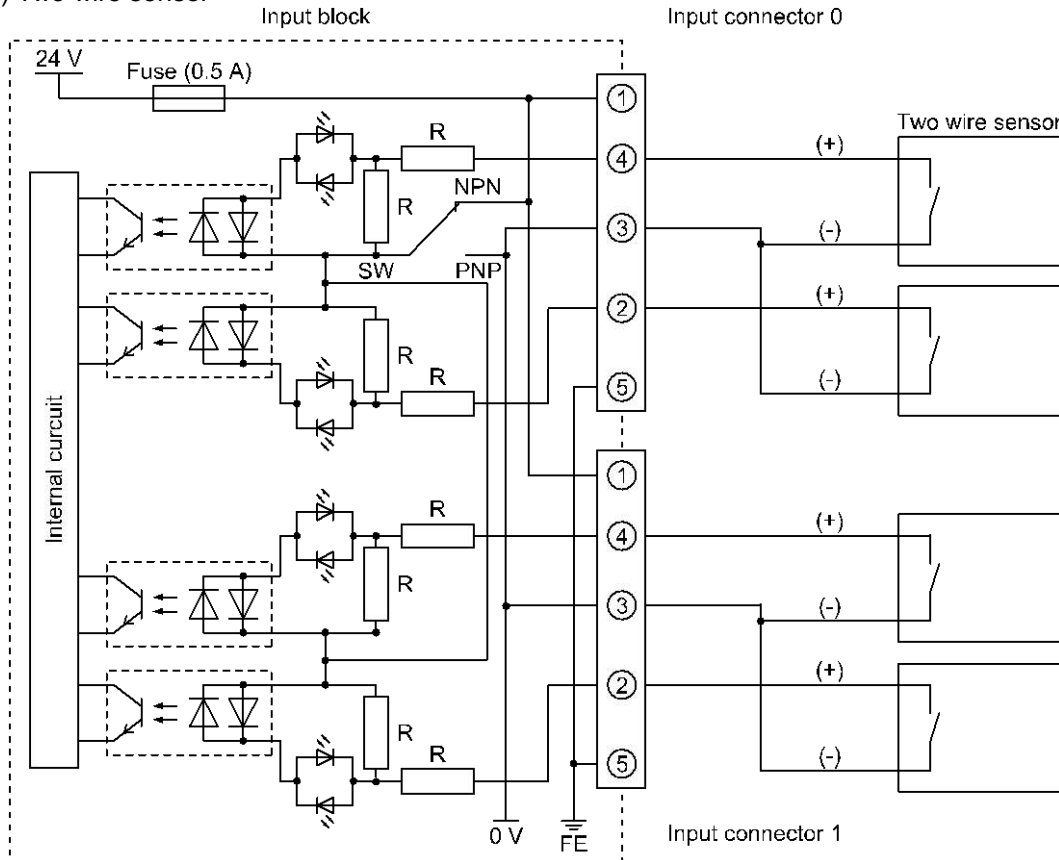 ) Two wire sensor
Input block
Input connector 0
24 V
Fuse (0.5 A)
1
Two wire sensor
R
4
(+)
NPN
R
3
(-)
SW
PNP
2
(+)
R
R
(-)
5
Internal curcuit
1
R
4
(+)
R
3
(-)
2
(+)
R
R
(-)
5
0 V
FE
Input connector 1